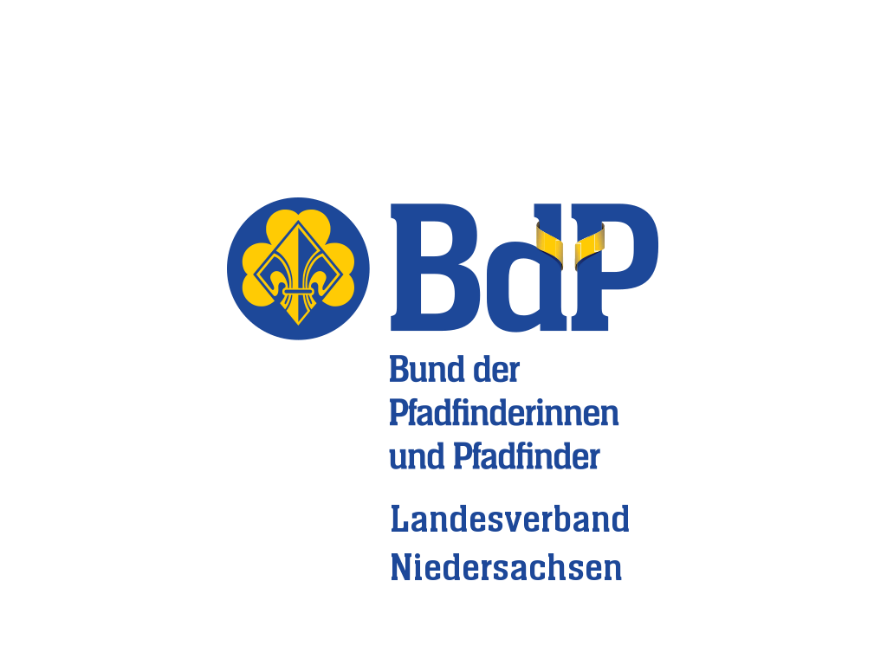 BdP
Bund der
Pfadfinderinnen
und Pfadfinder
Landesverband
Niedersachsen